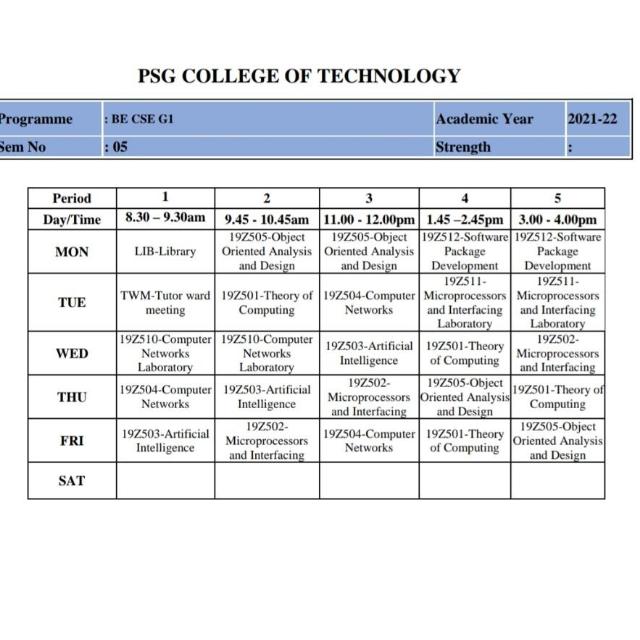 PSG COLLEGE OF TECHNOLOGY
Programme : BE CSE G1 Academic Year 2021-22
Sem No : 05 Strength :
Period 1 2 3 4 5
Day/Time 8.30 – 9.30am 9.45 - 10.45am 11.00 - 12.00pm 1.45 –2.45pm 3.00 - 4.00pm
MON LIB-Library 19Z505-Object Oriented Analysis and Design 19Z505-Object Oriented Analysis and Design 19Z512-Software Package Development 19Z512-Software Package Development
TUE TWM-Tutor ward meeting 19Z501-Theory of Computing 19Z504-Computer Networks 19Z511-Microprocessors and Interfacing Laboratory 19Z511-Microprocessors and Interfacing Laboratory
WED 19Z510-Computer Networks Laboratory 19Z510-Computer Networks Laboratory 19Z503-Artificial Intelligence 19Z501-Theory of Computing 19Z502-Microprocessors and Interfacing
THU 19Z504-Computer Networks 19Z503-Artificial Intelligence 19Z502-Microprocessors and Interfacing 19Z505-Object Oriented Analysis and Design 19Z501-Theory of Computing
FRI 19Z503-Artificial Intelligence 19Z502-Microprocessors and Interfacing 19Z504-Computer Networks 19Z501-Theory of Computing 19Z505-Object Oriented Analysis and Design
SAT